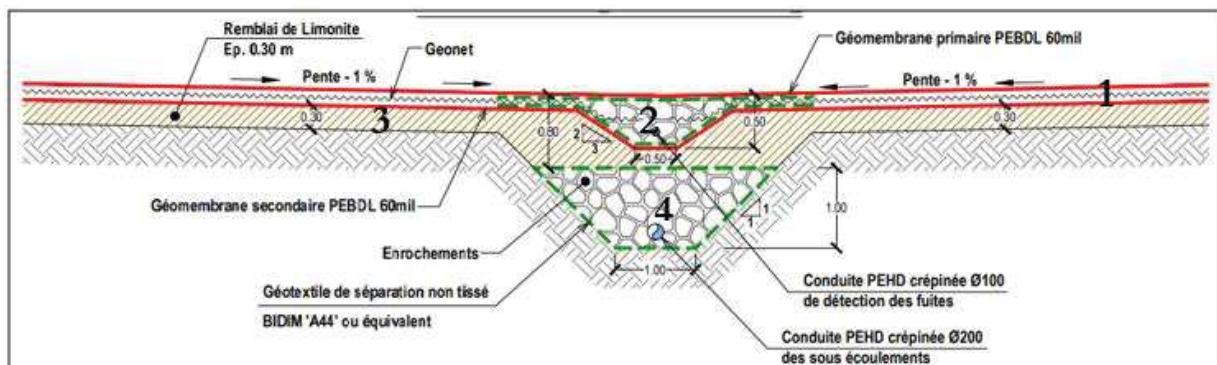 Remblai de Limonite
Ep. 0.30 m
Geonet
Géomembrane primaire PEBDL 60mil
Pente - 1 %
Pente - 1 %
1
0.30
3
0.80
2
3
2
0.50
0.50
0.30
Géomembrane secondaire PEBDL 60mil
4
1
1
1.00
Enrochements
1.00
Géotextile de séparation non tissé
BIDIM 'A44' ou équivalent
Conduite PEHD crépinée Ø100
de détection des fuites
Conduite PEHD crépinée Ø200
des sous écoulements